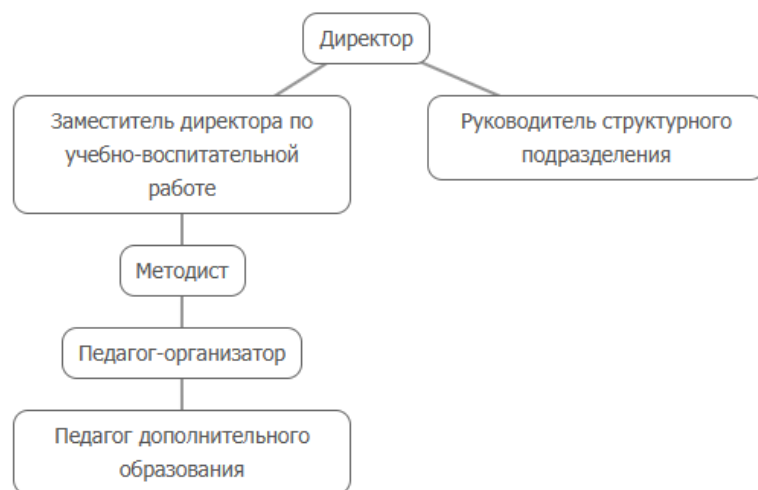 Директор
Заместитель директора по
учебно-воспитательной
работе
Руководитель структурного
подразделения
Методист
Педагог-организатор
Педагог дополнительного
образования